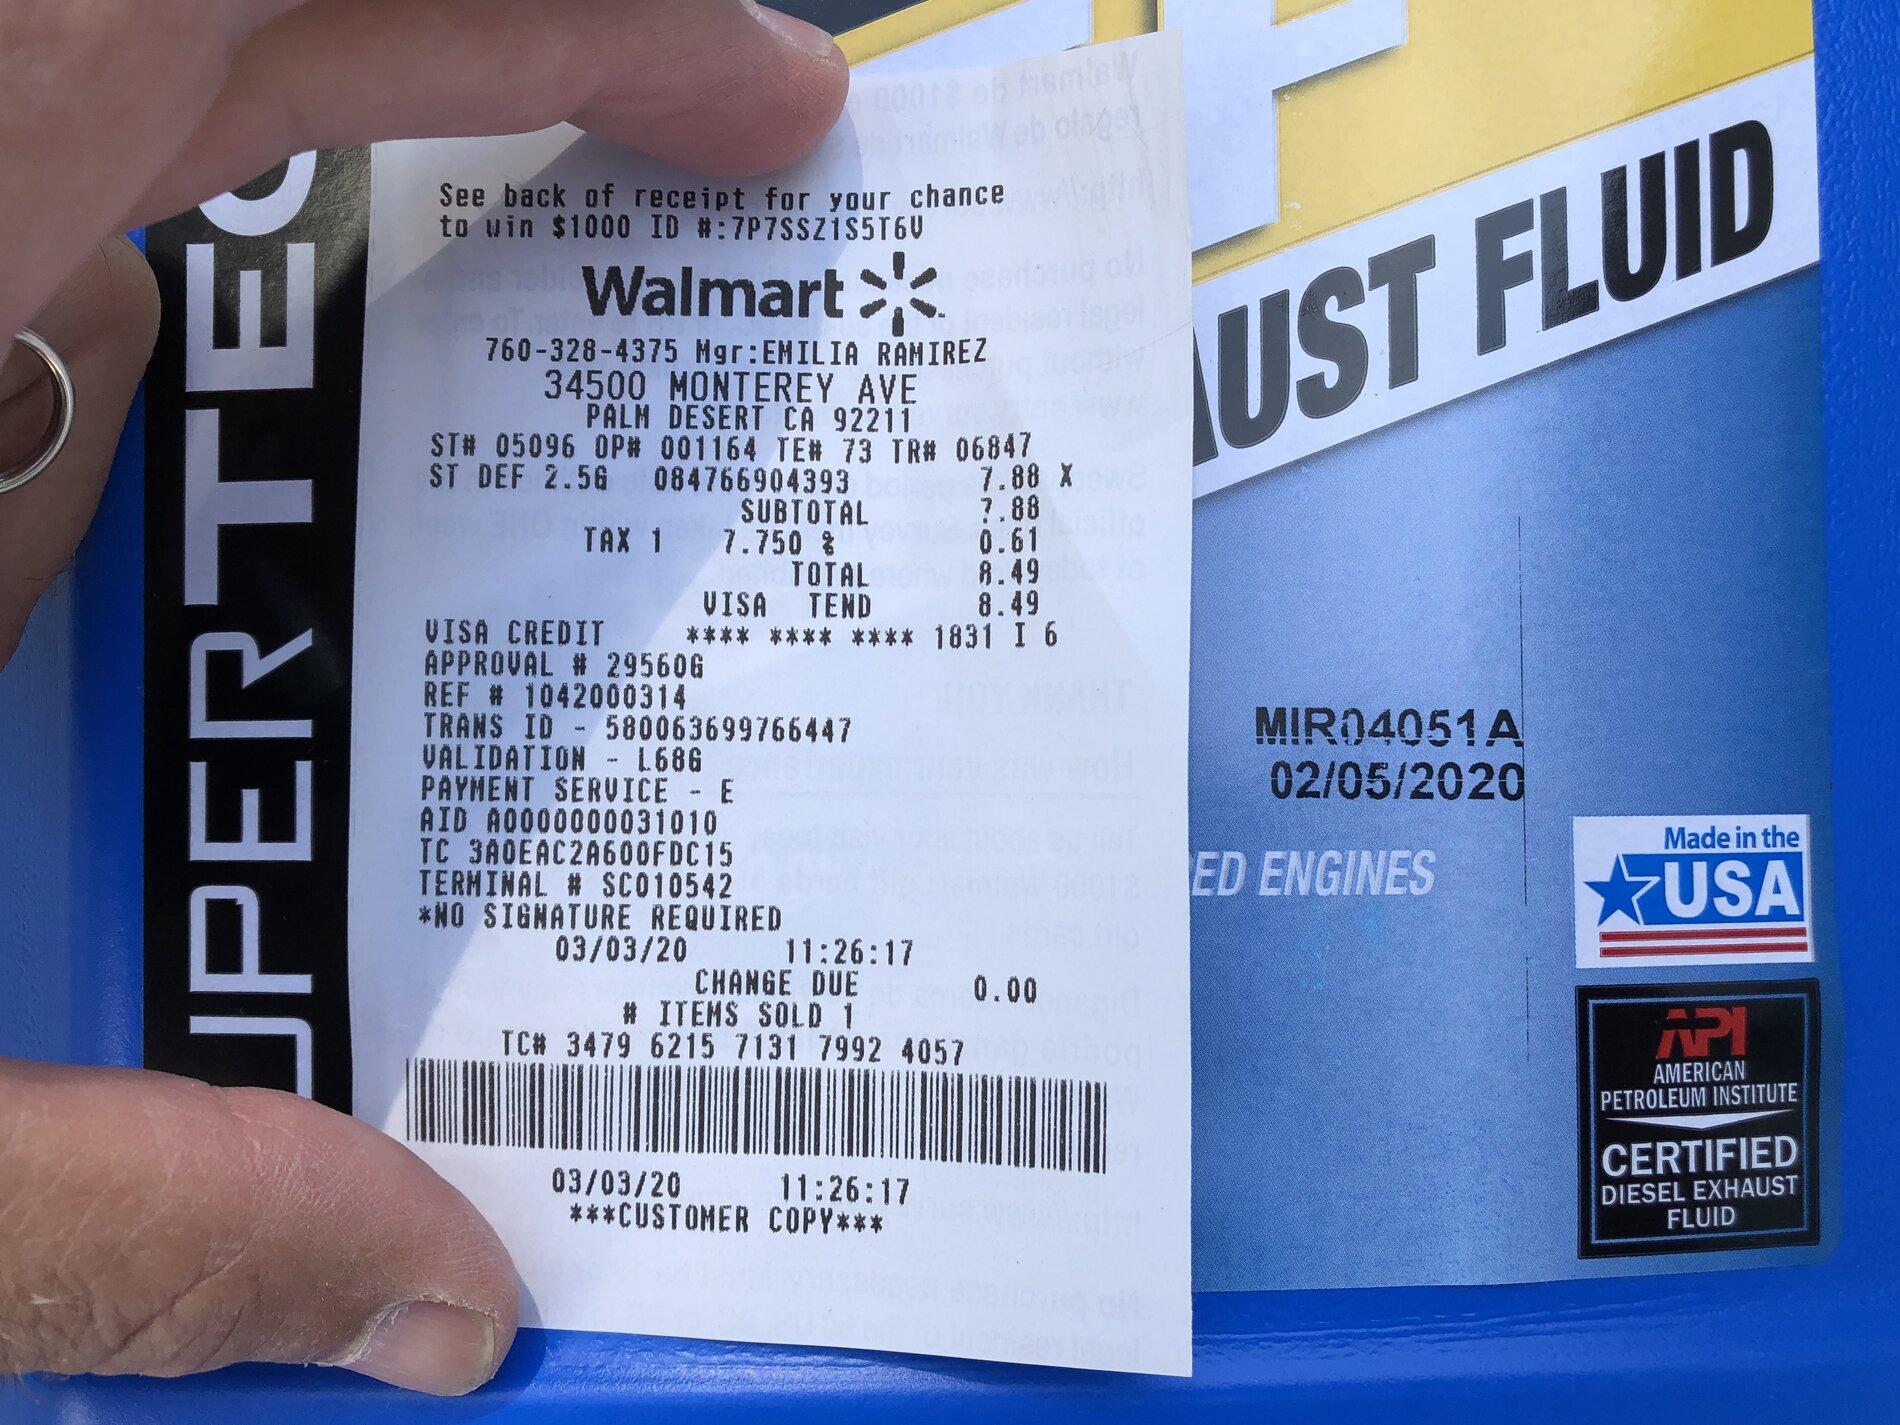 See back of receipt for your chance
to win $1000 ID #:7P7SSZ1S5T6V
Walmart
760-328-4375 Mgr:EMILIA RAMIREZ
34500 MONTEREY AVE
PALM DESERT CA 92211
ST# 05096 OP# 001164 TE# 73 TR# 06847
ST DEF 2.5G 084766904393 7.88 X
SUBTOTAL 7.88
TAX 1 7.750 % 0.61
TOTAL 8.49
VISA TEND 8.49
VISA CREDIT **** **** **** 1831 I 6
APPROVAL # 29560G
REF # 1042000314
TRANS ID - 580063699766447
VALIDATION - L68G
PAYMENT SERVICE - E
AID A0000000031010
TC 3A0EAC2A600FDC15
TERMINAL # SC010542
*NO SIGNATURE REQUIRED
03/03/20 11:26:17
CHANGE DUE 0.00
# ITEMS SOLD 1
TC# 3479 6215 7131 7992 4057
03/03/20 11:26:17
***CUSTOMER COPY***
UPERTEC
AUST FLUID
MIR04051A
02/05/2020
ED ENGINES
Made in the
USA
API
AMERICAN
PETROLEUM INSTITUTE
CERTIFIED
DIESEL EXHAUST
FLUID